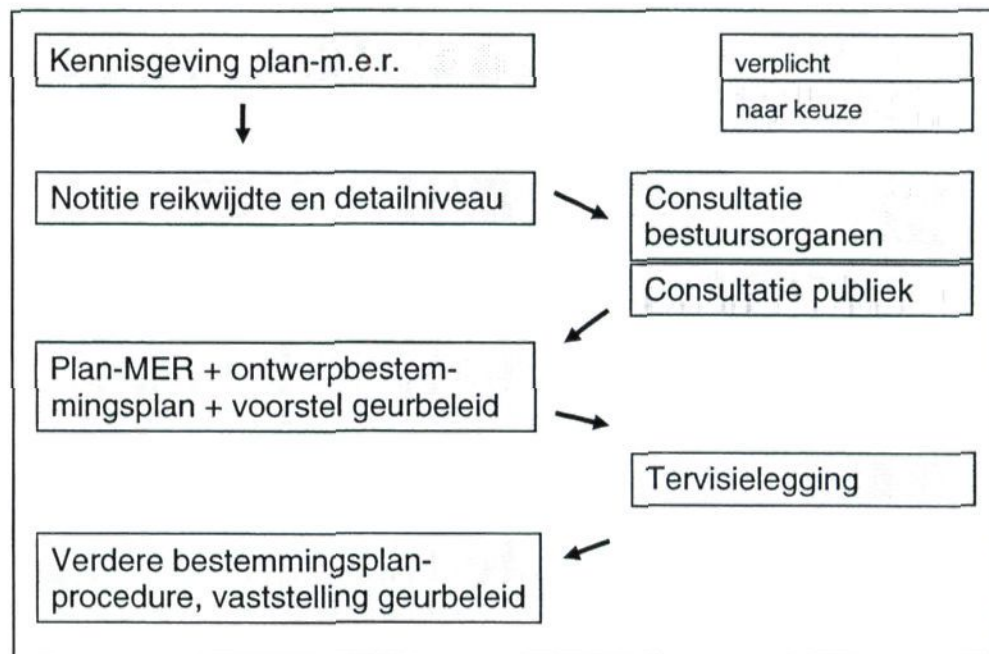 Kennisgeving plan-m.e.r.
verplicht
naar keuze
Notitie reikwijdte en detailniveau
Consultatie
bestuursorganen
Consultatie publiek
Plan-MER + ontwerpbestem-
mingsplan + voorstel geurbeleid
Tervisielegging
Verdere bestemmingsplan-
procedure, vaststelling geurbeleid